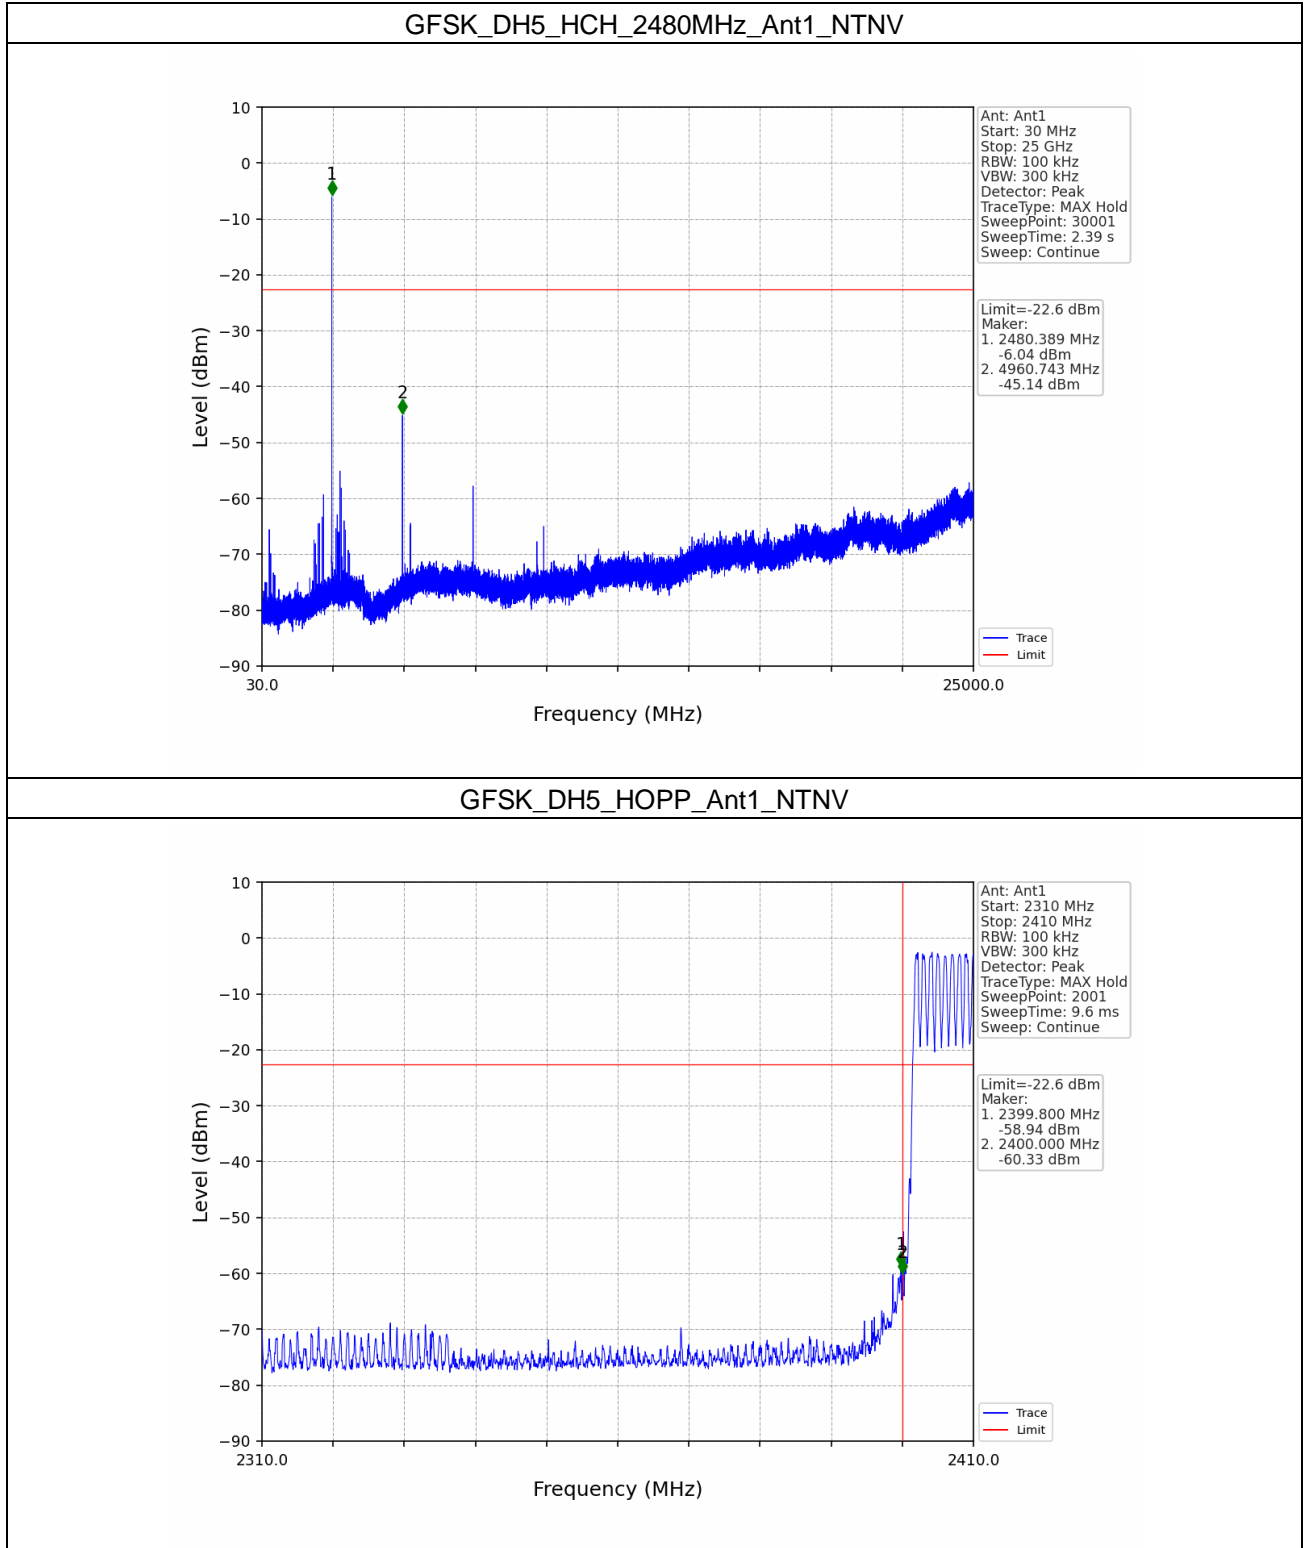 GFSK_DH5_HCH_2480MHz_Ant1_NTNV
10
0
−10
−20
−30
−40
−50
−60
−70
−80
−90
Level (dBm)
1
2
30.0
25000.0
Frequency (MHz)
Ant: Ant1
Start: 30 MHz
Stop: 25 GHz
RBW: 100 kHz
VBW: 300 kHz
Detector: Peak
TraceType: MAX Hold
SweepPoint: 30001
SweepTime: 2.39 s
Sweep: Continue
Limit=-22.6 dBm
Maker:
1. 2480.389 MHz
-6.04 dBm
2. 4960.743 MHz
-45.14 dBm
Trace
Limit
GFSK_DH5_HOPP_Ant1_NTNV
10
0
−10
−20
−30
−40
−50
−60
−70
−80
−90
Level (dBm)
1
2
2310.0
2410.0
Frequency (MHz)
Ant: Ant1
Start: 2310 MHz
Stop: 2410 MHz
RBW: 100 kHz
VBW: 300 kHz
Detector: Peak
TraceType: MAX Hold
SweepPoint: 2001
SweepTime: 9.6 ms
Sweep: Continue
Limit=-22.6 dBm
Maker:
1. 2399.800 MHz
-58.94 dBm
2. 2400.000 MHz
-60.33 dBm
Trace
Limit